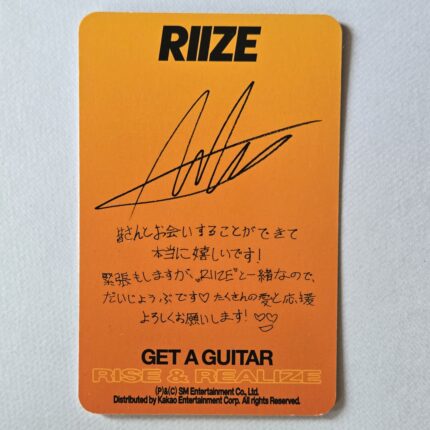 RIIZE
皆さんとお会いすることができて
本当に嬉しいです!
緊張もしますが、"RIIZE"と一緒なので、
だいじょうぶです♡ たくさんの愛と応援
よろしくお願いします! ♡♡
GET A GUITAR
RISE & REALIZE
(P)&(C) SM Entertainment Co., Ltd.
Distributed by Kakao Entertainment Corp. All rights Reserved.